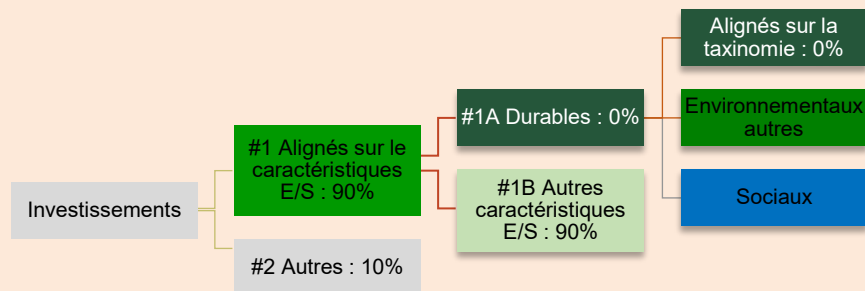 Investissements
#1 Alignés sur le
caractéristiques
E/S : 90%
#2 Autres : 10%
#1A Durables : 0%
#1B Autres
caractéristiques
E/S : 90%
Alignés sur la
taxinomie : 0%
Environnementaux
autres
Sociaux